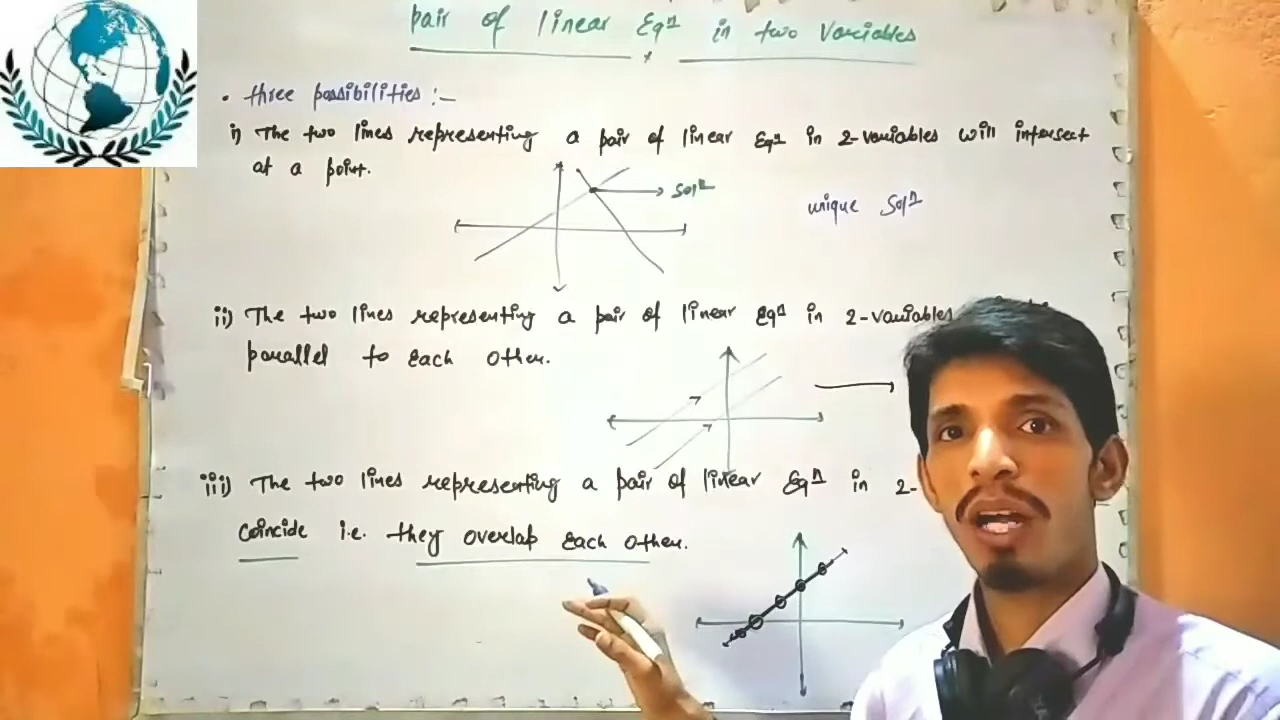 pair of linear Eqn in two Variables
• three possibilities :–
i) The two lines representing a pair of linear Eqn in 2-variables will intersect
at a point.
Soln
unique Soln
ii) The two lines representing a pair of linear Eqn in 2-variables
parallel to Each other.
iii) The two lines representing a pair of linear Eqn in 2-
Coincide i.e. they overlap Each other.